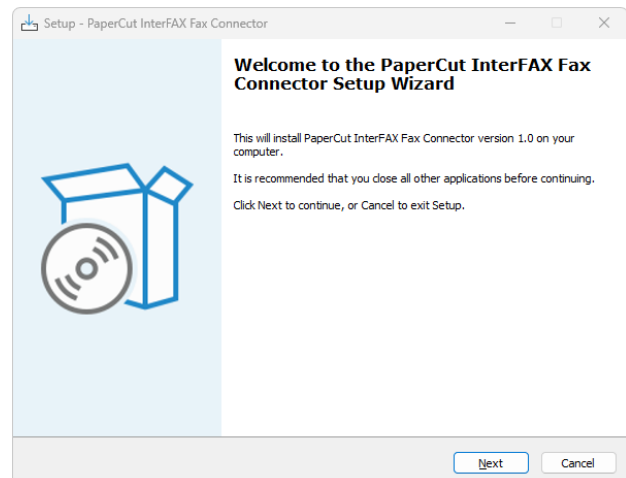 Setup - PaperCut InterFAX Fax Connector
Welcome to the PaperCut InterFAX Fax
Connector Setup Wizard
This will install PaperCut InterFAX Fax Connector version 1.0 on your
computer.
It is recommended that you close all other applications before continuing.
Click Next to continue, or Cancel to exit Setup.
Next
Cancel